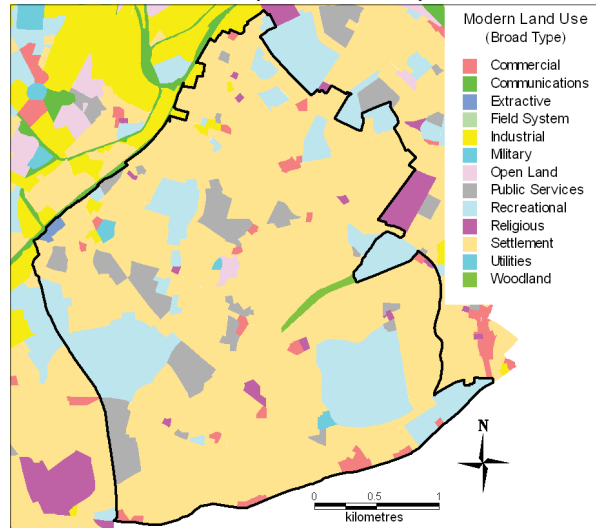 Modern Land Use
(Broad Type)
Commercial
Communications
Extractive
Field System
Industrial
Military
Open Land
Public Services
Recreational
Religious
Settlement
Utilities
Woodland
N
0 0.5 1
kilometres